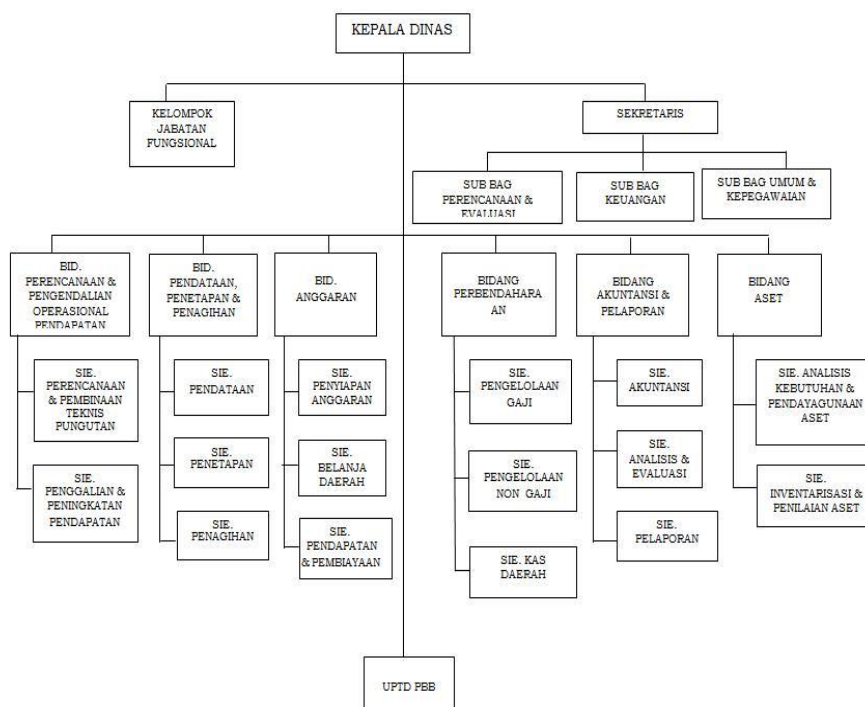 KEPALA DINAS
KELOMPOK
JABATAN
FUNGSIONAL
SEKRETARIS
SUB BAG
PERENCANAAN &
EVALUASI
SUB BAG
KEUANGAN
SUB BAG UMUM &
KEPEGAWAIAN
BID.
PERENCANAAN &
PENGENDALIAN
OPERASIONAL
PENDAPATAN
BID.
PENDATAAN,
PENETAPAN &
PENAGIHAN
BID.
ANGGARAN
BIDANG
PERBENDAHARA
AN
BIDANG
AKUNTANSI &
PELAPORAN
BIDANG
ASET
SIE.
PERENCANAAN
& PEMBINAAN
TEKNIS
PUNGUTAN
SIE.
PENDATAAN
SIE.
PENYIAPAN
ANGGARAN
SIE.
PENGELOLAAN
GAJI
SIE.
AKUNTANSI
SIE. ANALISIS
KEBUTUHAN &
PENDAYAGUNAAN
ASET
SIE.
PENGGALIAN &
PENINGKATAN
PENDAPATAN
SIE.
PENETAPAN
SIE.
BELANJA
DAERAH
SIE.
PENGELOLAAN
NON GAJI
SIE.
ANALISIS &
EVALUASI
SIE.
INVENTARISASI &
PENILAIAN ASET
SIE.
PENAGIHAN
SIE.
PENDAPATAN
& PEMBIAYAAN
SIE. KAS
DAERAH
SIE.
PELAPORAN
UPTD PBB